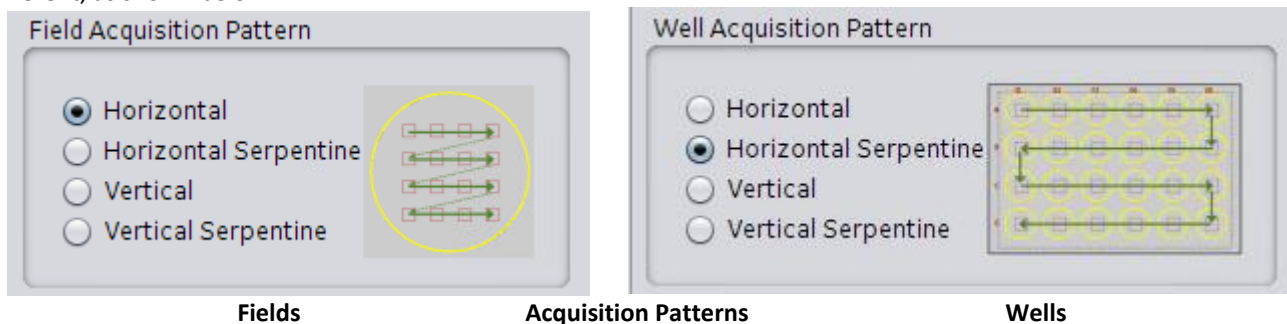 Field Acquisition Pattern
Horizontal
Horizontal Serpentine
Vertical
Vertical Serpentine
Well Acquisition Pattern
Horizontal
Horizontal Serpentine
Vertical
Vertical Serpentine
Fields Acquisition Patterns Wells